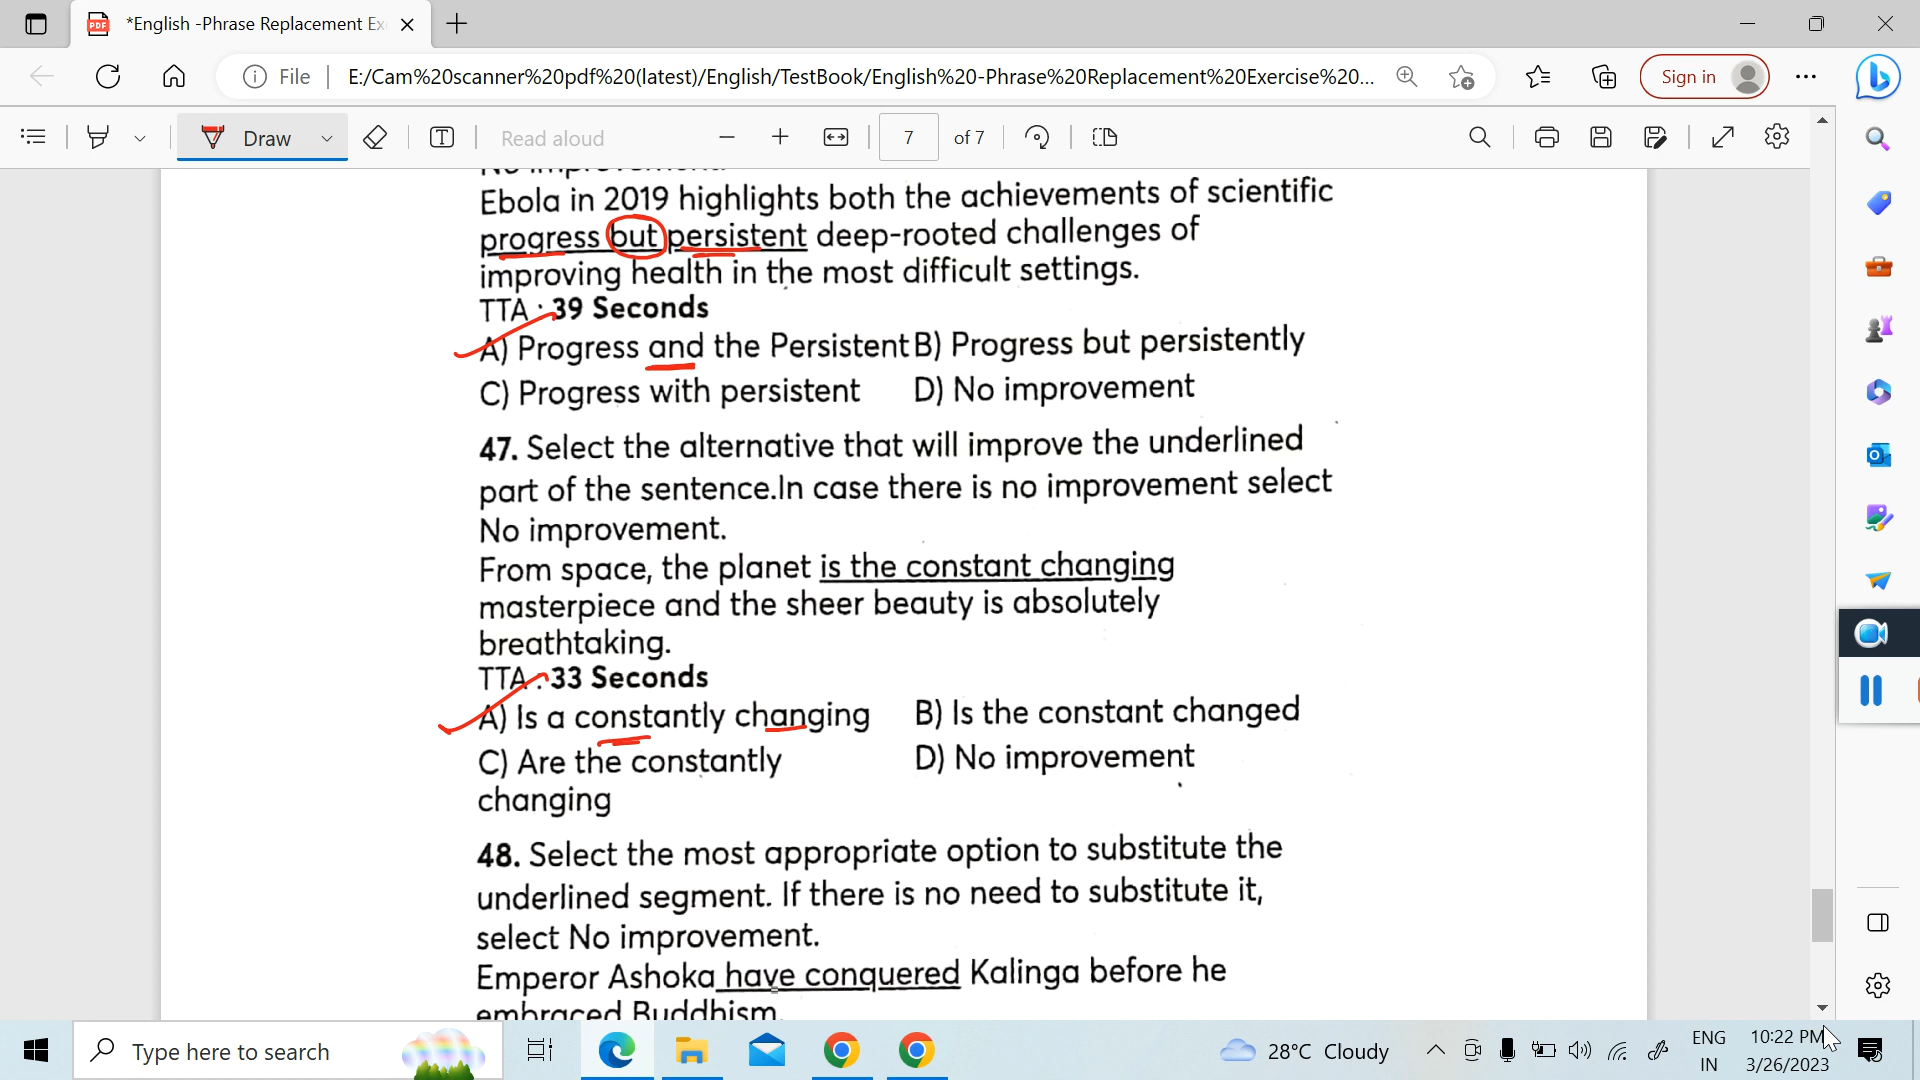 *English -Phrase Replacement Ex
File
E:/Cam%20scanner%20pdf%20(latest)/English/TestBook/English%20-Phrase%20Replacement%20Exercise%20...
Sign in
Draw
Read aloud
7 of 7
Ebola in 2019 highlights both the achievements of scientific
progress but persistent deep-rooted challenges of
improving health in the most difficult settings.
TTA : 39 Seconds
A) Progress and the Persistent B) Progress but persistently
C) Progress with persistent D) No improvement
47. Select the alternative that will improve the underlined
part of the sentence.In case there is no improvement select
No improvement.
From space, the planet is the constant changing
masterpiece and the sheer beauty is absolutely
breathtaking.
TTA : 33 Seconds
A) Is a constantly changing B) Is the constant changed
C) Are the constantly D) No improvement
changing
48. Select the most appropriate option to substitute the
underlined segment. If there is no need to substitute it,
select No improvement.
Emperor Ashoka have conquered Kalinga before he
embraced Buddhism.
Type here to search
28°C Cloudy
ENG
IN
10:22 PM
3/26/2023